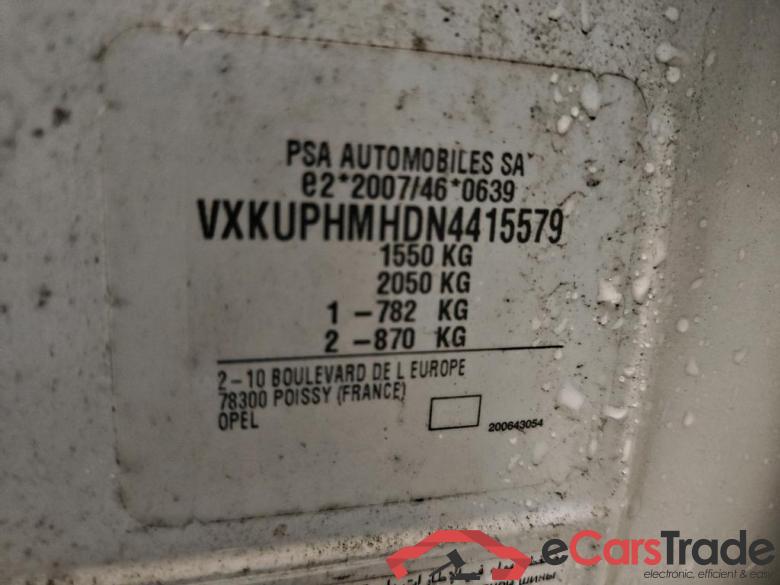 PSA AUTOMOBILES SA
e2*2007/46*0639
VXKUPHMHDN4415579
1550 KG
2050 KG
1 -782 KG
2 -870 KG
2-10 BOULEVARD DE L EUROPE
78300 POISSY (FRANCE)
OPEL
200643054
eCarsTrade
electronic, efficient & easy